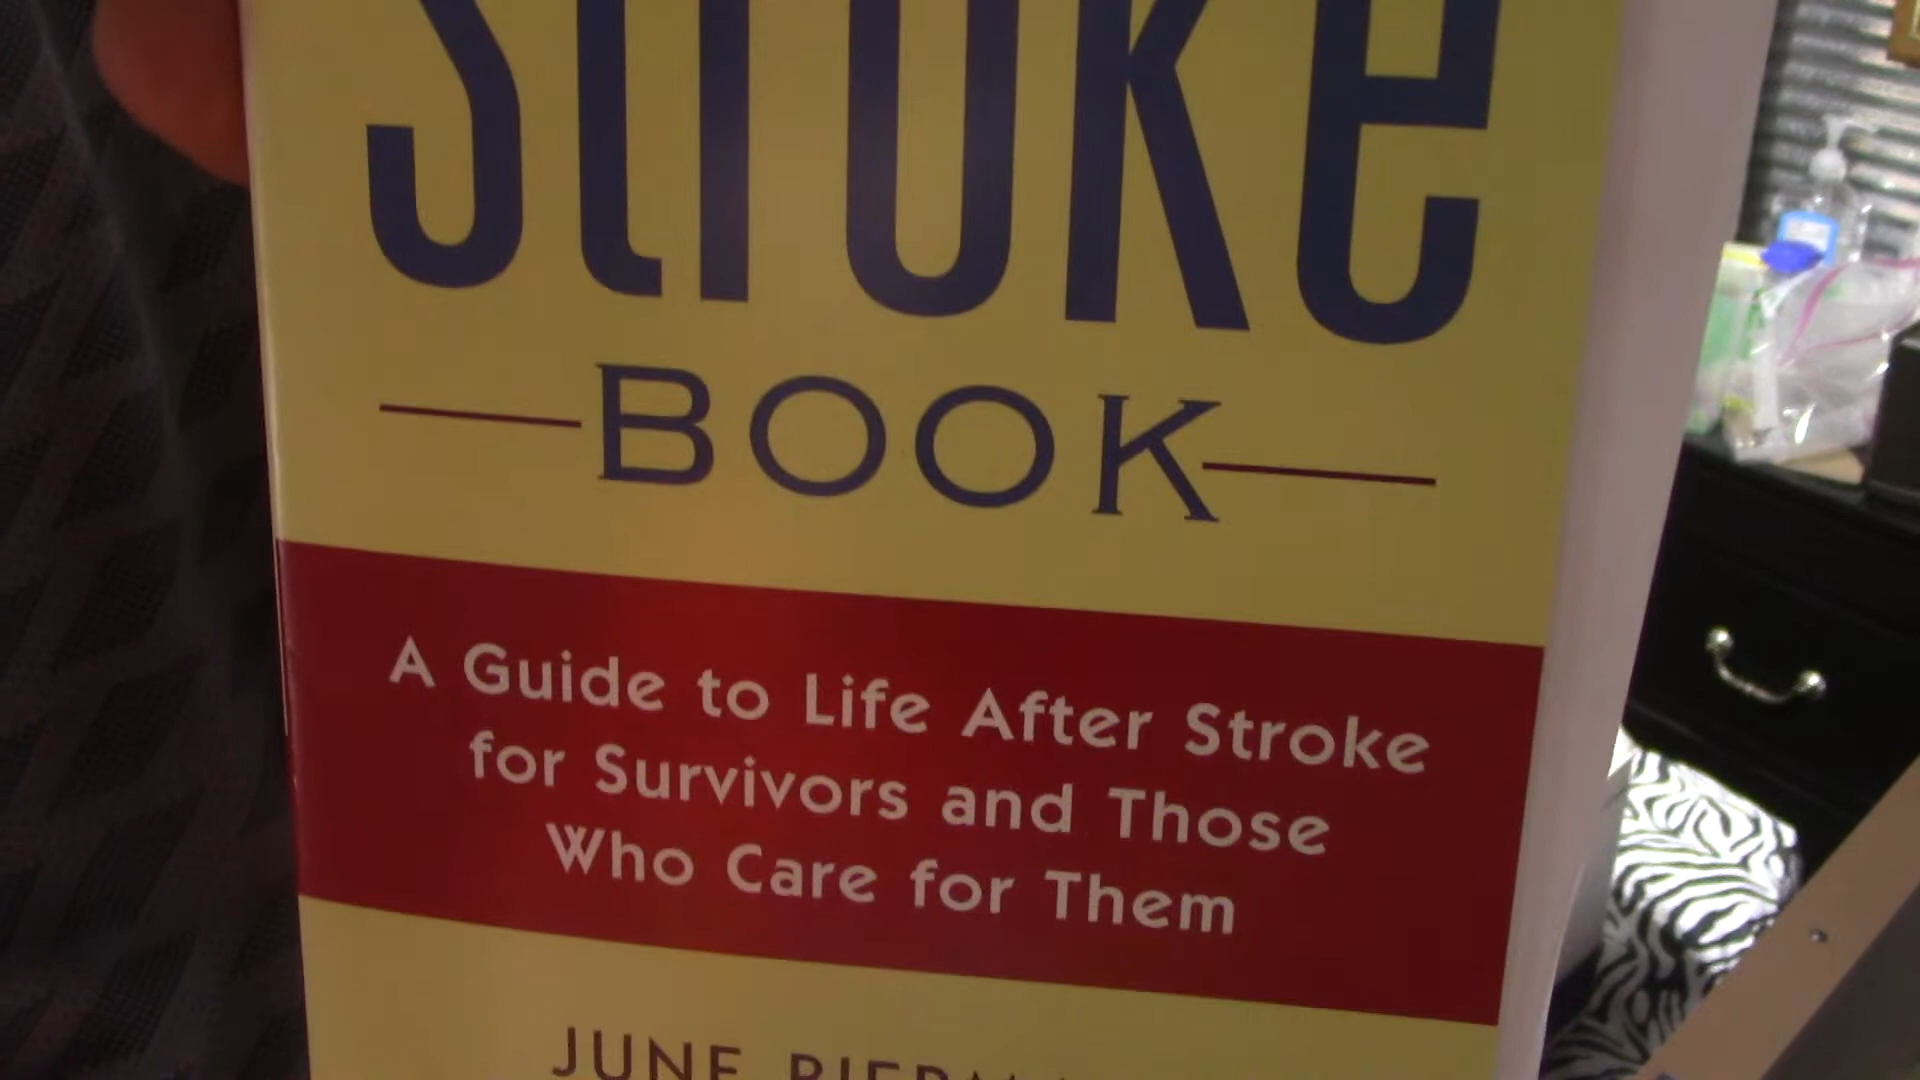 Stroke
BOOK
A Guide to Life After Stroke
for Survivors and Those
Who Care for Them
JUNE